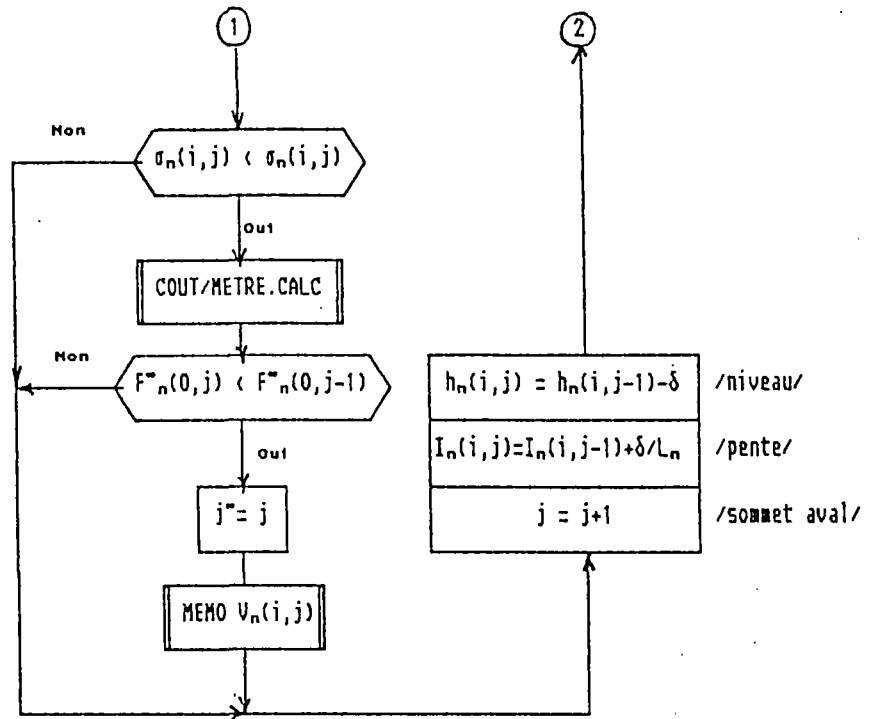 1
2
Non
σn(i,j) < σn(i,j)
Oui
COUT/METRE.CALC
Non
F*n(0,j) < F*n(0,j-1)
Oui
j*= j
MEMO Vn(i,j)
hn(i,j) = hn(i,j-1)-δ /niveau/
In(i,j)=In(i,j-1)+δ/Ln /pente/
j = j+1 /sommet aval/